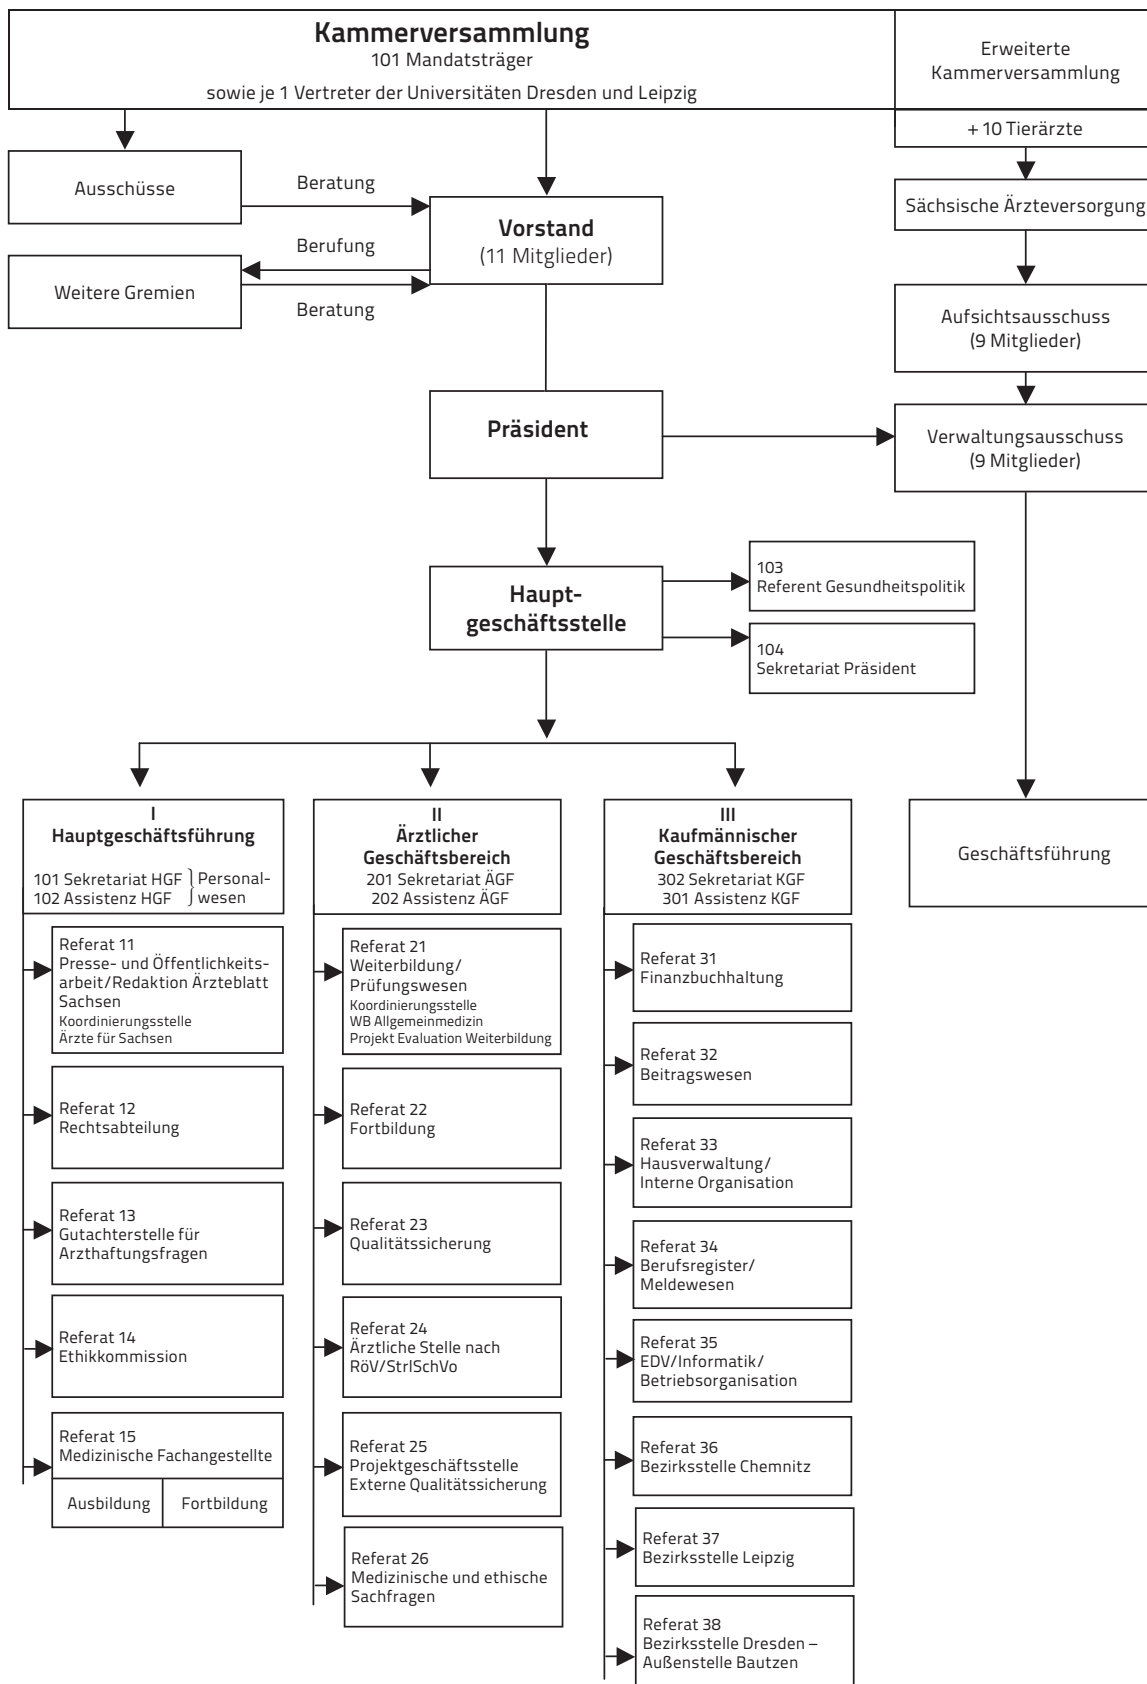 Kammerversammlung
101 Mandatsträger
sowie je 1 Vertreter der Universitäten Dresden und Leipzig
Erweiterte
Kammerversammlung
+ 10 Tierärzte
Ausschüsse
Beratung
Vorstand
(11 Mitglieder)
Sächsische Ärzteversorgung
Berufung
Weitere Gremien
Beratung
Aufsichtsausschuss
(9 Mitglieder)
Präsident
Verwaltungsausschuss
(9 Mitglieder)
Haupt-
geschäftsstelle
103
Referent Gesundheitspolitik
104
Sekretariat Präsident
I
Hauptgeschäftsführung
101 Sekretariat HGF
102 Assistenz HGF
Personal-
wesen
II
Ärztlicher
Geschäftsbereich
201 Sekretariat ÄGF
202 Assistenz ÄGF
III
Kaufmännischer
Geschäftsbereich
302 Sekretariat KGF
301 Assistenz KGF
Geschäftsführung
Referat 11
Presse- und Öffentlichkeits-
arbeit/Redaktion Ärzteblatt
Sachsen
Koordinierungsstelle
Ärzte für Sachsen
Referat 12
Rechtsabteilung
Referat 13
Gutachterstelle für
Arzthaftungsfragen
Referat 14
Ethikkommission
Referat 15
Medizinische Fachangestellte
Ausbildung
Fortbildung
Referat 21
Weiterbildung/
Prüfungswesen
Koordinierungsstelle
WB Allgemeinmedizin
Projekt Evaluation Weiterbildung
Referat 22
Fortbildung
Referat 23
Qualitätssicherung
Referat 24
Ärztliche Stelle nach
RöV/StrlSchVo
Referat 25
Projektgeschäftsstelle
Externe Qualitätssicherung
Referat 26
Medizinische und ethische
Sachfragen
Referat 31
Finanzbuchhaltung
Referat 32
Beitragswesen
Referat 33
Hausverwaltung/
Interne Organisation
Referat 34
Berufsregister/
Meldewesen
Referat 35
EDV/Informatik/
Betriebsorganisation
Referat 36
Bezirksstelle Chemnitz
Referat 37
Bezirksstelle Leipzig
Referat 38
Bezirksstelle Dresden –
Außenstelle Bautzen